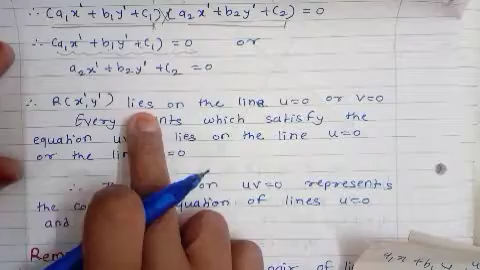 ∴ (a₁x' + b₁y' + c₁) (a₂x' + b₂y' + c₂) = 0
∴ (a₁x' + b₁y' + c₁) = 0 or
a₂x' + b₂y' + c₂ = 0
∴ R(x', y') lies on the line u=0 or v=0
Every which satisfy the
equation lies on the line u=0
or the =0
∴ uv=0 represents
the equation of lines u=0
and
pair of
a₁x + b₁y